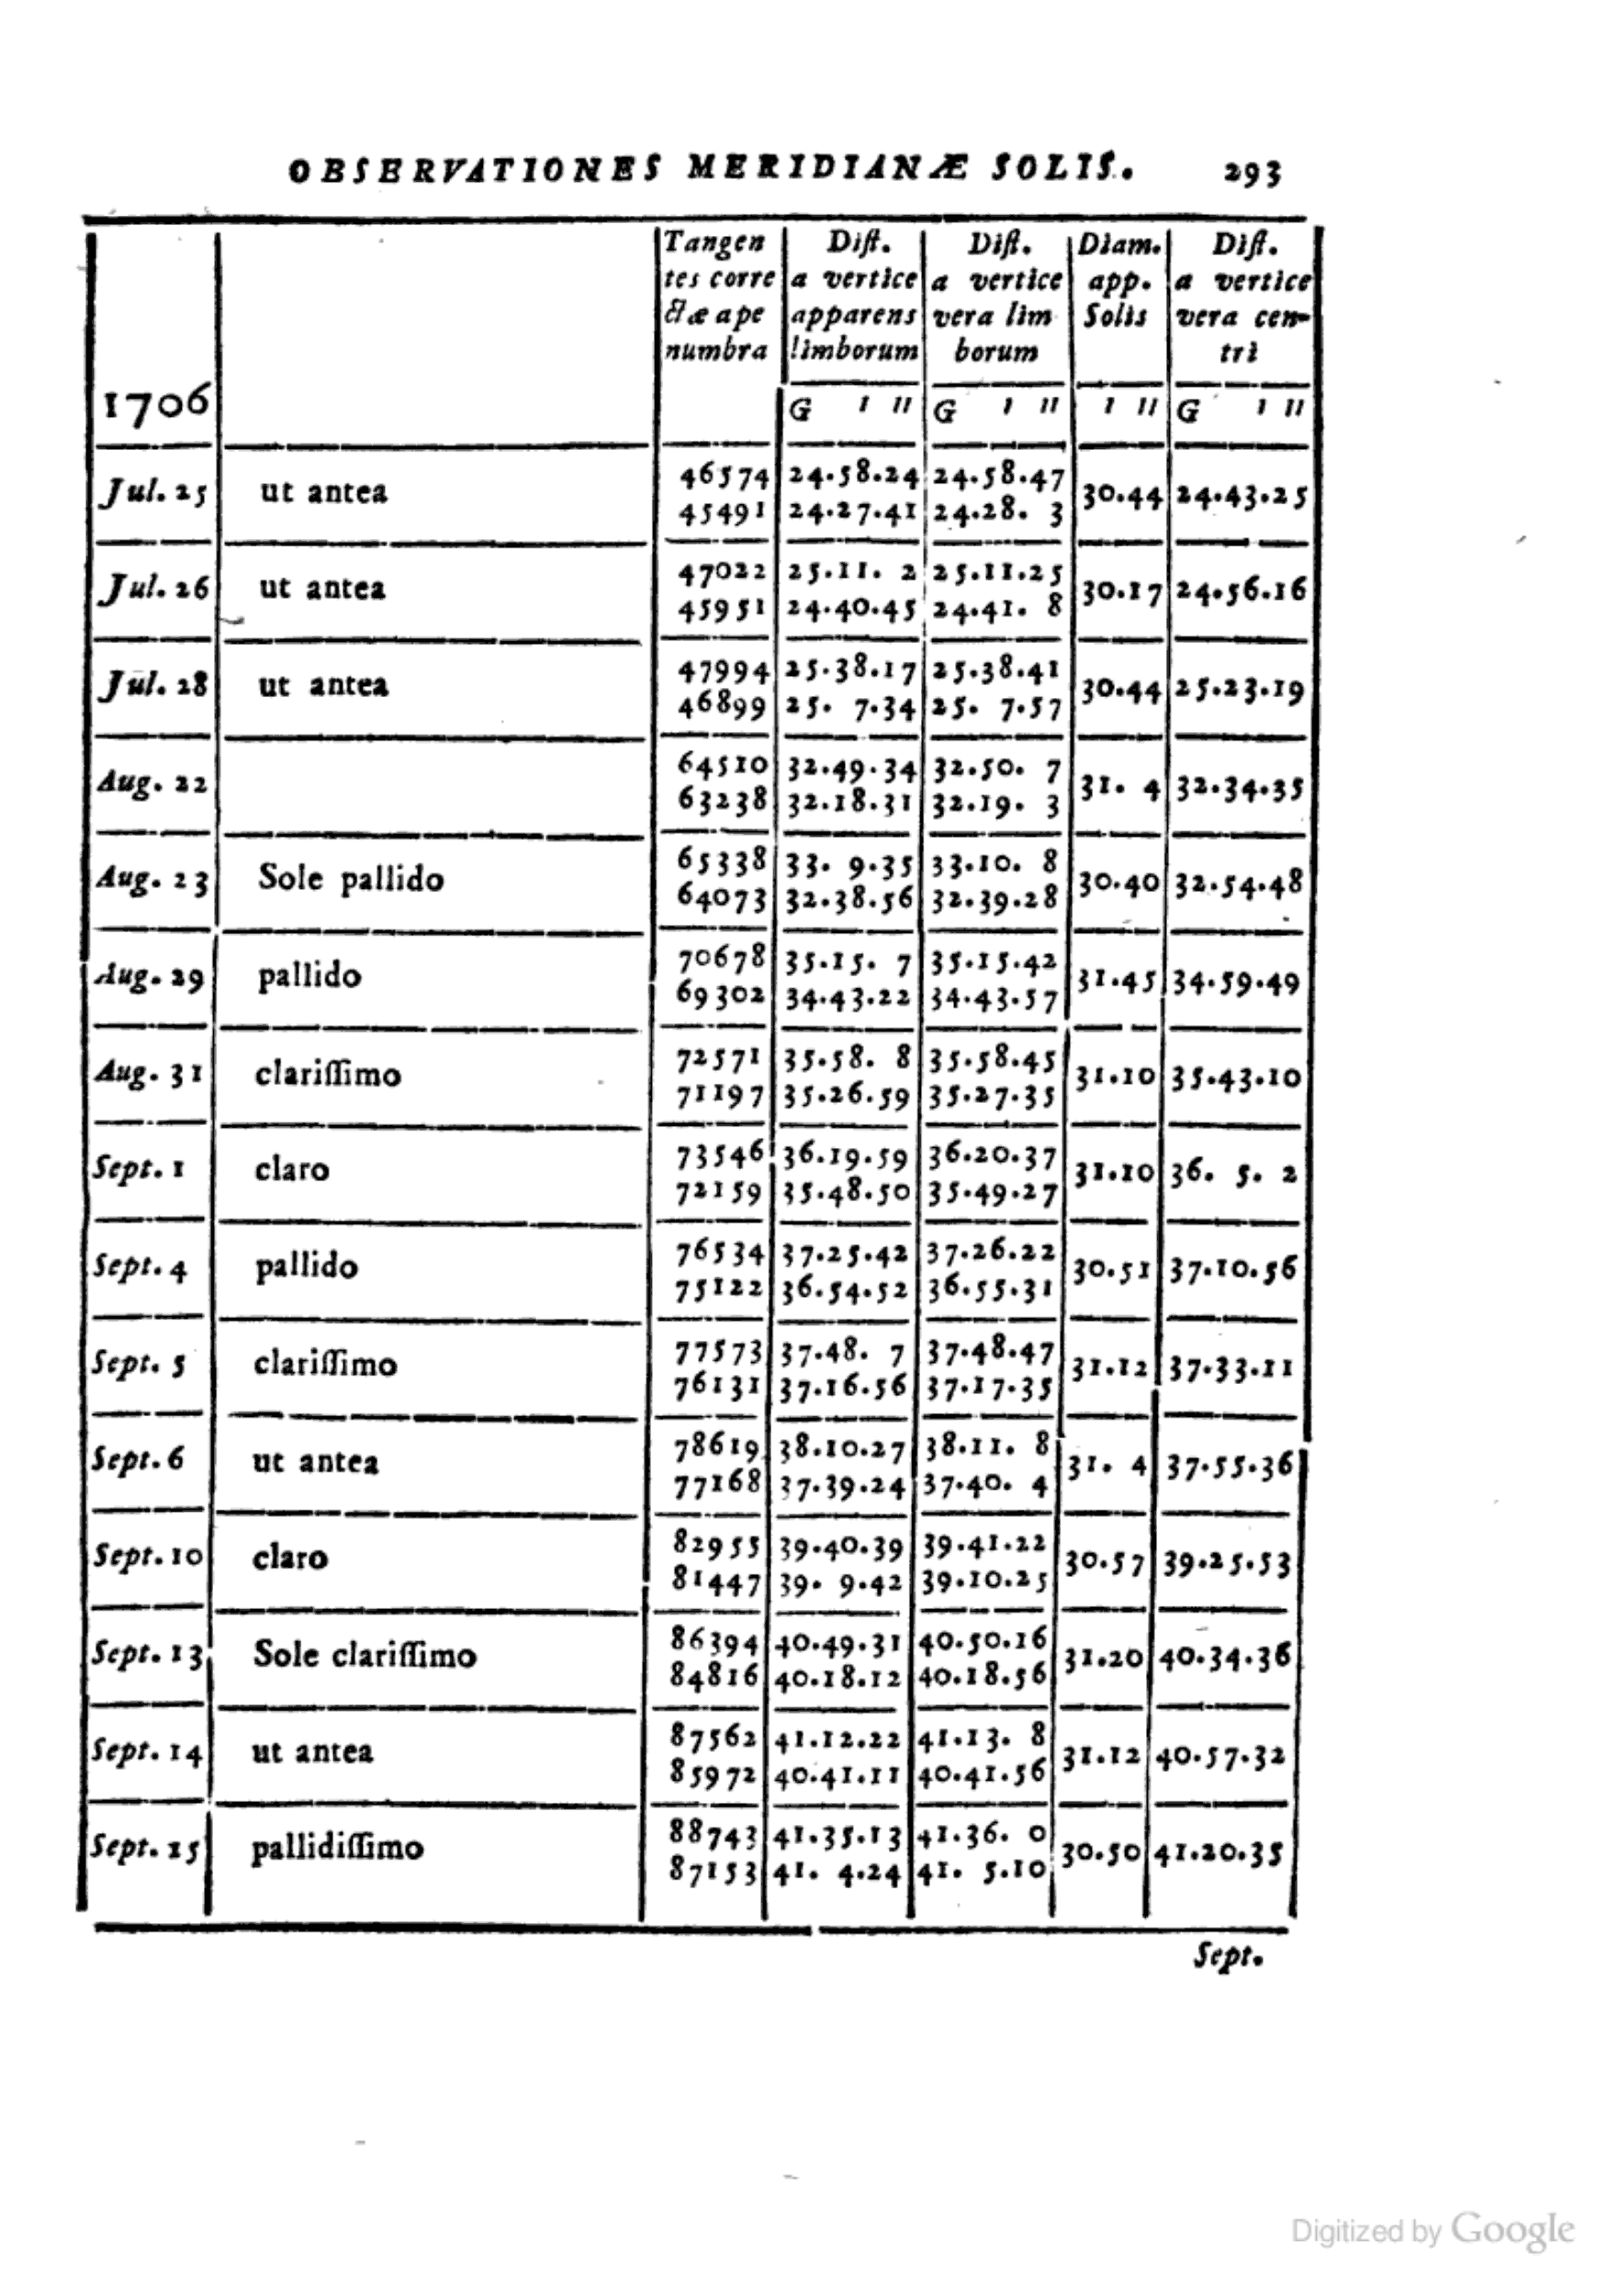 OBSERVATIONES MERIDIANÆ SOLIS. 293
1706
Tangen
tes corre
ctæ ape
numbra
Dist.
a vertice
apparens
limborum
Dist.
a vertice
vera lim
borum
Diam.
app.
Solis
Dist.
a vertice
vera cen-
tri
G ' " G ' " ' " G ' "
Jul. 25 ut antea 46574 24.58.24 24.58.47 30.44 24.43.25
45491 24.27.41 24.28. 3
Jul. 26 ut antea 47022 25.11. 2 25.11.25 30.17 24.56.16
45951 24.40.45 24.41. 8
Jul. 28 ut antea 47994 25.38.17 25.38.41 30.44 25.23.19
46899 25. 7.34 25. 7.57
Aug. 22 64510 32.49.34 32.50. 7 31. 4 32.34.35
63238 32.18.31 32.19. 3
Aug. 23 Sole pallido 65338 33. 9.35 33.10. 8 30.40 32.54.48
64073 32.38.56 32.39.28
Aug. 29 pallido 70678 35.15. 7 35.15.42 31.45 34.59.49
69302 34.43.22 34.43.57
Aug. 31 clariſſimo 72571 35.58. 8 35.58.45 31.10 35.43.10
71197 35.26.59 35.27.35
Sept. 1 claro 73546 36.19.59 36.20.37 31.10 36. 5. 2
72159 35.48.50 35.49.27
Sept. 4 pallido 76534 37.25.42 37.26.22 30.51 37.10.56
75122 36.54.52 36.55.31
Sept. 5 clariſſimo 77573 37.48. 7 37.48.47 31.12 37.33.11
76131 37.16.56 37.17.35
Sept. 6 ut antea 78619 38.10.27 38.11. 8 31. 4 37.55.36
77168 37.39.24 37.40. 4
Sept. 10 claro 82955 39.40.39 39.41.22 30.57 39.25.53
81447 39. 9.42 39.10.25
Sept. 13 Sole clariſſimo 86394 40.49.31 40.50.16 31.20 40.34.36
84816 40.18.12 40.18.56
Sept. 14 ut antea 87562 41.12.22 41.13. 8 31.12 40.57.32
85972 40.41.11 40.41.56
Sept. 15 pallidiſſimo 88743 41.35.13 41.36. 0 30.50 41.20.35
87153 41. 4.24 41. 5.10
Sept.
Digitized by Google